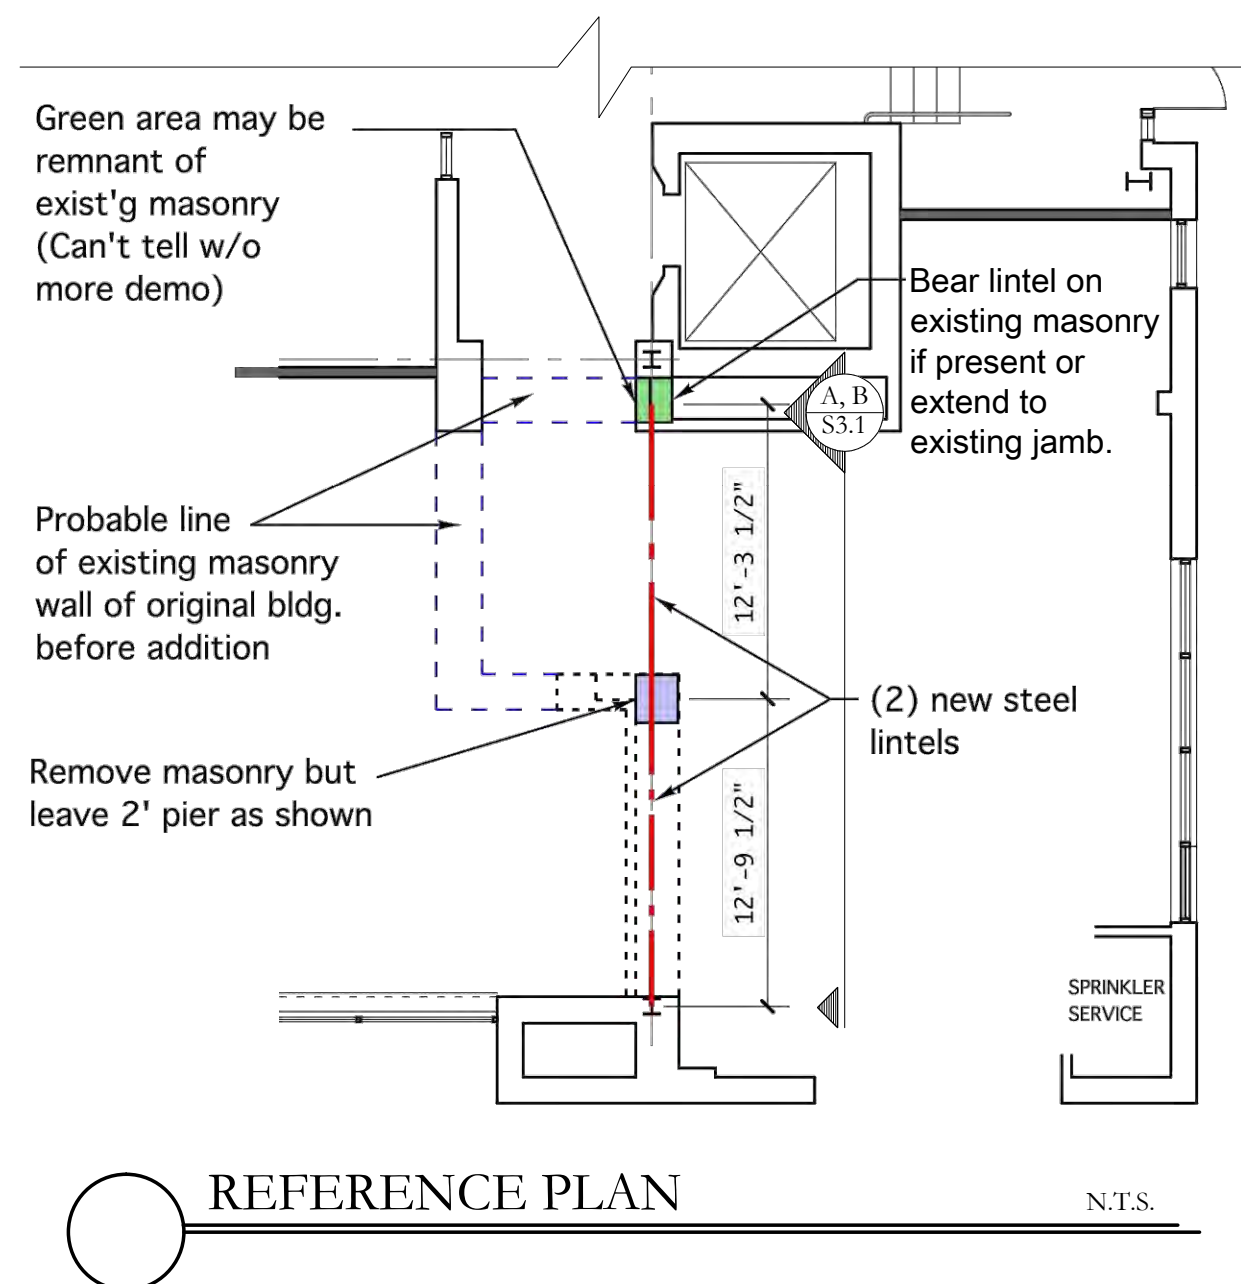 Green area may be
remnant of
exist'g masonry
(Can't tell w/o
more demo)
Bear lintel on
existing masonry
if present or
extend to
existing jamb.
A, B
S3.1
12'-3 1/2"
Probable line
of existing masonry
wall of original bldg.
before addition
(2) new steel
lintels
Remove masonry but
leave 2' pier as shown
12'-9 1/2"
SPRINKLER
SERVICE
REFERENCE PLAN
N.T.S.